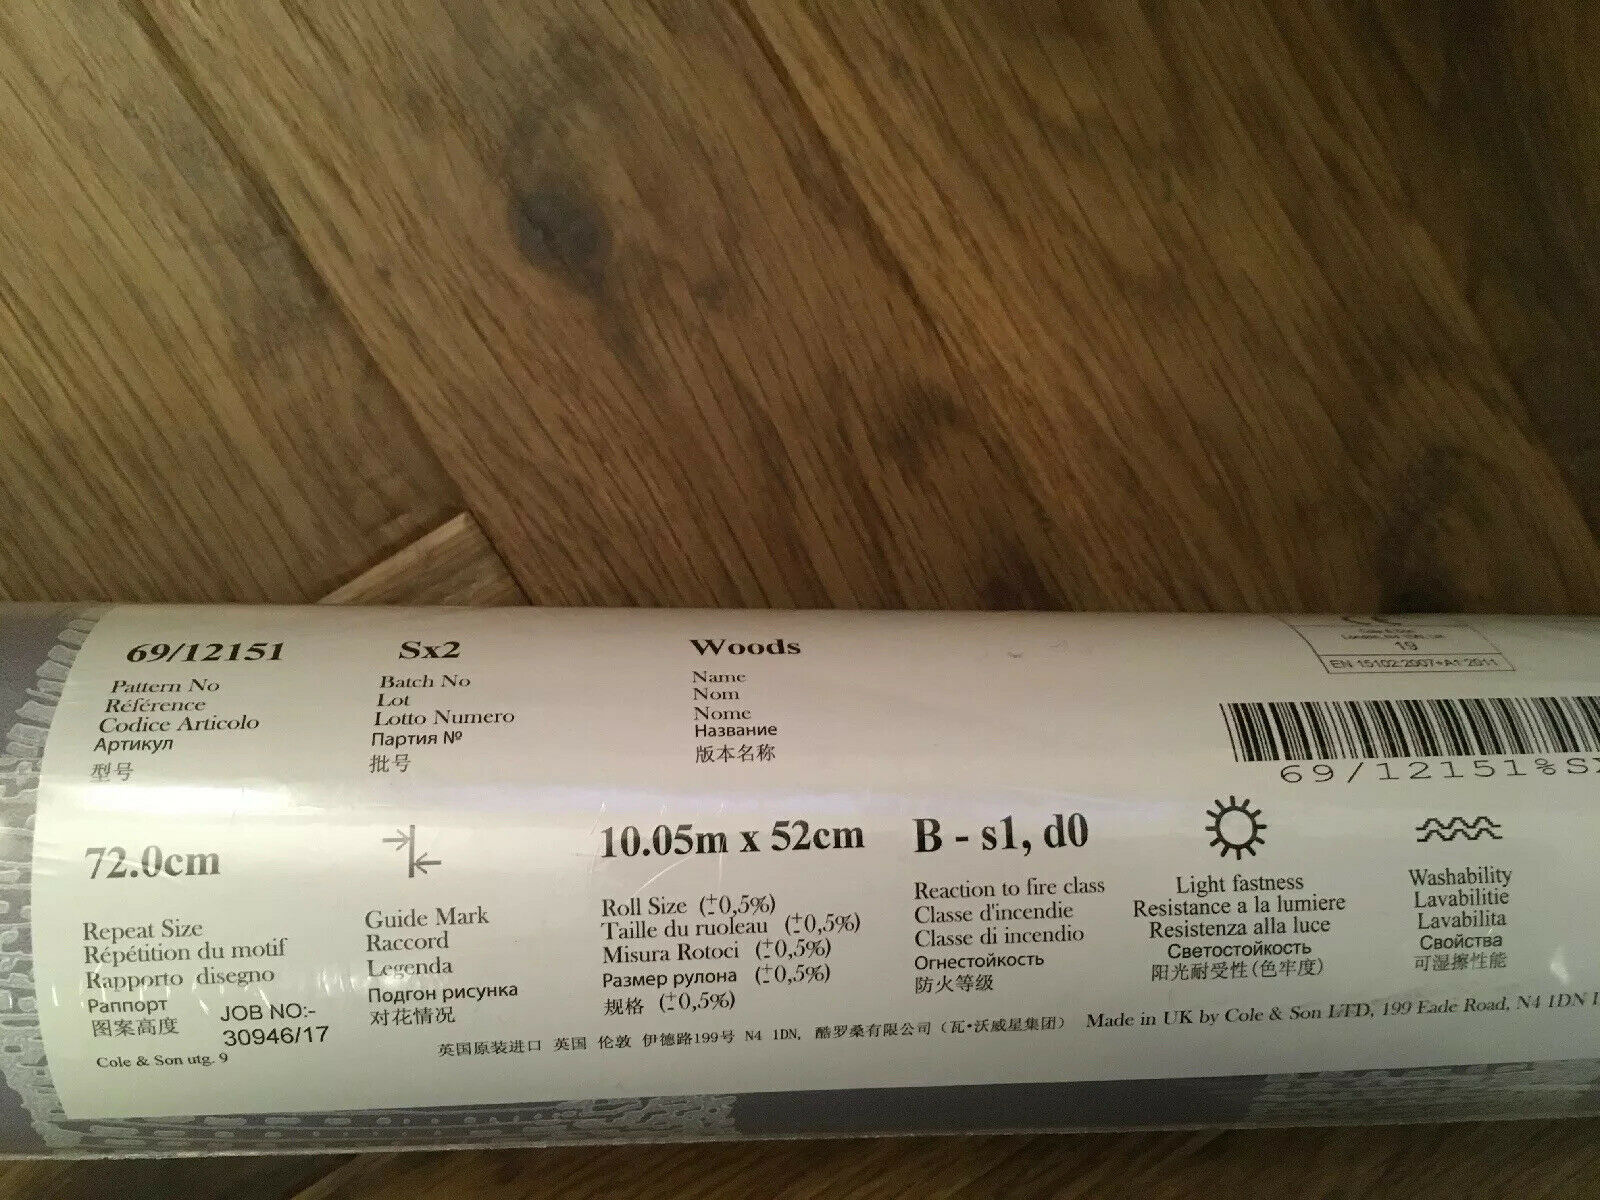 69/12151
Pattern No
Référence
Codice Articolo
Артикул
型号
Sx2
Batch No
Lot
Lotto Numero
Партия №
批号
Woods
Name
Nom
Nome
Название
版本名称
19
EN 15102:2007+A1:2011
69/12151%S
72.0cm
Repeat Size
Répétition du motif
Rapporto disegno
Раппорт
图案高度
JOB NO:-
30946/17
Cole & Son utg. 9
Guide Mark
Raccord
Legenda
Подгон рисунка
对花情况
10.05m x 52cm
Roll Size (±0,5%)
Taille du ruoleau (±0,5%)
Misura Rotoci (±0,5%)
Размер рулона (±0,5%)
规格 (±0,5%)
B - s1, d0
Reaction to fire class
Classe d'incendie
Classe di incendio
Огнестойкость
防火等级
Light fastness
Resistance a la lumiere
Resistenza alla luce
Светостойкость
阳光耐受性(色牢度)
Washability
Lavabilitie
Lavabilita
Свойства
可湿擦性能
英国原装进口 英国 伦敦 伊德路199号 N4 1DN, 酷罗桑有限公司（瓦•沃威星集团） Made in UK by Cole & Son LTD, 199 Eade Road, N4 1DN